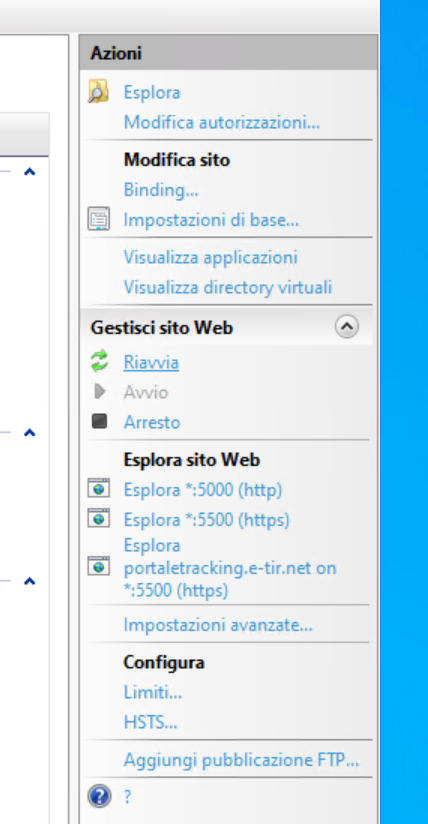 Azioni
Esplora
Modifica autorizzazioni...
Modifica sito
Binding...
Impostazioni di base...
Visualizza applicazioni
Visualizza directory virtuali
Gestisci sito Web
Riavvia
Avvio
Arresto
Esplora sito Web
Esplora *:5000 (http)
Esplora *:5500 (https)
Esplora
portaletracking.e-tir.net on
*:5500 (https)
Impostazioni avanzate...
Configura
Limiti...
HSTS...
Aggiungi pubblicazione FTP...
?